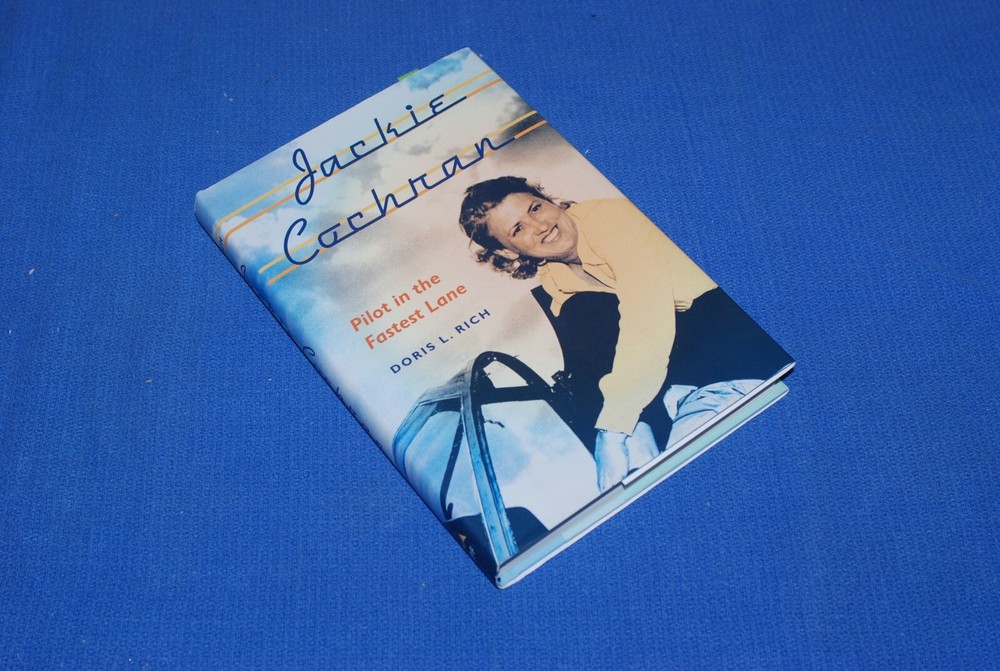 Jackie
Cochran
Pilot in the
Fastest Lane
DORIS L. RICH